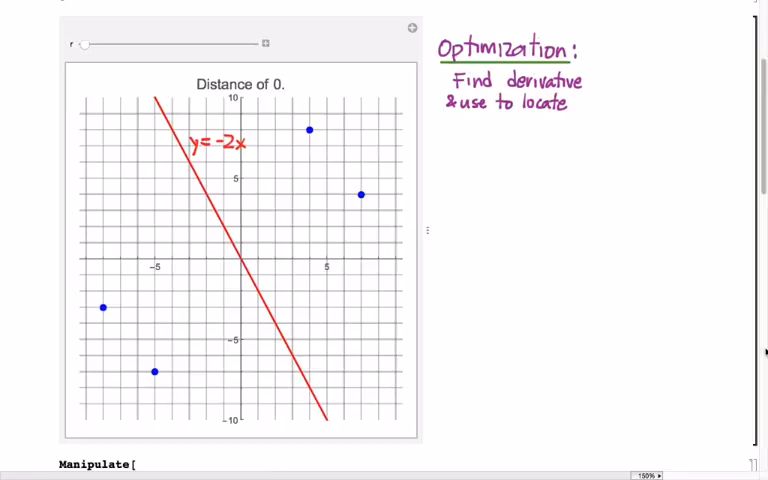 r
Distance of 0.
10
y=-2x
5
-5
5
-5
-10
Optimization:
Find derivative
& use to locate
Manipulate[
150%